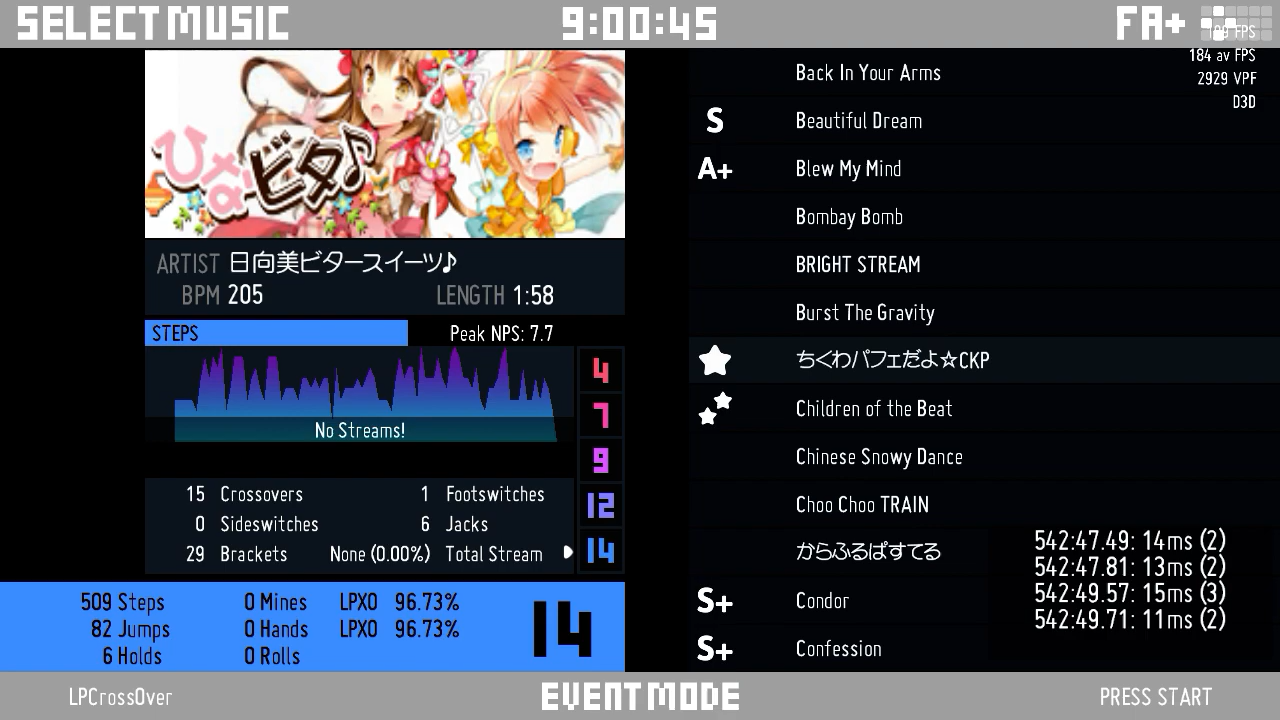 SELECT MUSIC
9:00:45
FA+
184 av FPS
2929 VPF
D3D
ひなビタ♪
ARTIST 日向美ビタースイーツ♪
BPM 205
LENGTH 1:58
STEPS
Peak NPS: 7.7
No Streams!
4
7
9
12
14
15 Crossovers
1 Footswitches
0 Sideswitches
6 Jacks
29 Brackets
None (0.00%) Total Stream
509 Steps
0 Mines
LPXO 96.73%
82 Jumps
0 Hands
LPXO 96.73%
6 Holds
0 Rolls
14
Back In Your Arms
S Beautiful Dream
A+ Blew My Mind
Bombay Bomb
BRIGHT STREAM
Burst The Gravity
ちくわパフェだよ☆CKP
Children of the Beat
Chinese Snowy Dance
Choo Choo TRAIN
からふるぱすてる
S+ Condor
S+ Confession
542:47.49: 14ms (2)
542:47.81: 13ms (2)
542:49.57: 15ms (3)
542:49.71: 11ms (2)
LPCrossOver
EVENT MODE
PRESS START